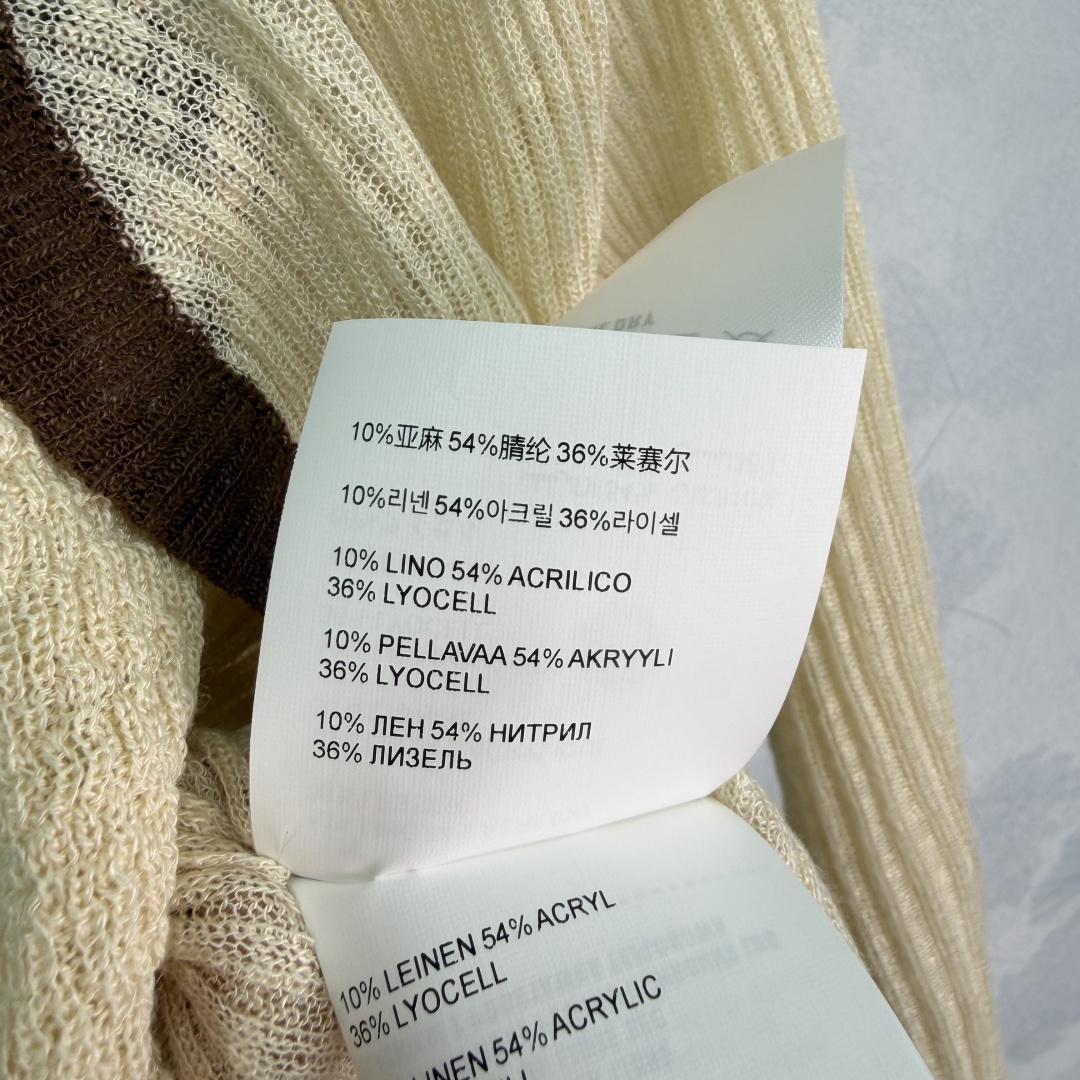 10%亚麻 54%腈纶 36%莱赛尔
10%리넨 54%아크릴 36%라이셀
10% LINO 54% ACRILICO
36% LYOCELL
10% PELLAVAA 54% AKRYYLI
36% LYOCELL
10% ЛЕН 54% НИТРИЛ
36% ЛИЗЕЛЬ
10% LEINEN 54% ACRYL
36% LYOCELL
54% ACRYLIC